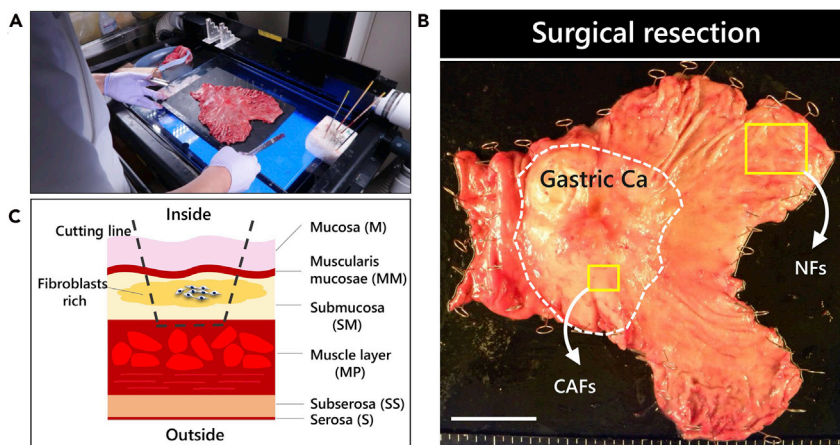 A
B
Surgical resection
Gastric Ca
NFs
CAFs
C
Inside
Cutting line
Fibroblasts
rich
Mucosa (M)
Muscularis
mucosae (MM)
Submucosa
(SM)
Muscle layer
(MP)
Subserosa (SS)
Serosa (S)
Outside